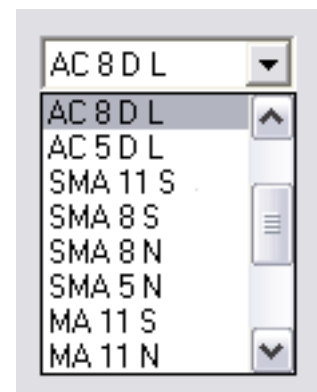 AC 8 D L
AC 8 D L
AC 5 D L
SMA 11 S
SMA 8 S
SMA 8 N
SMA 5 N
MA 11 S
MA 11 N